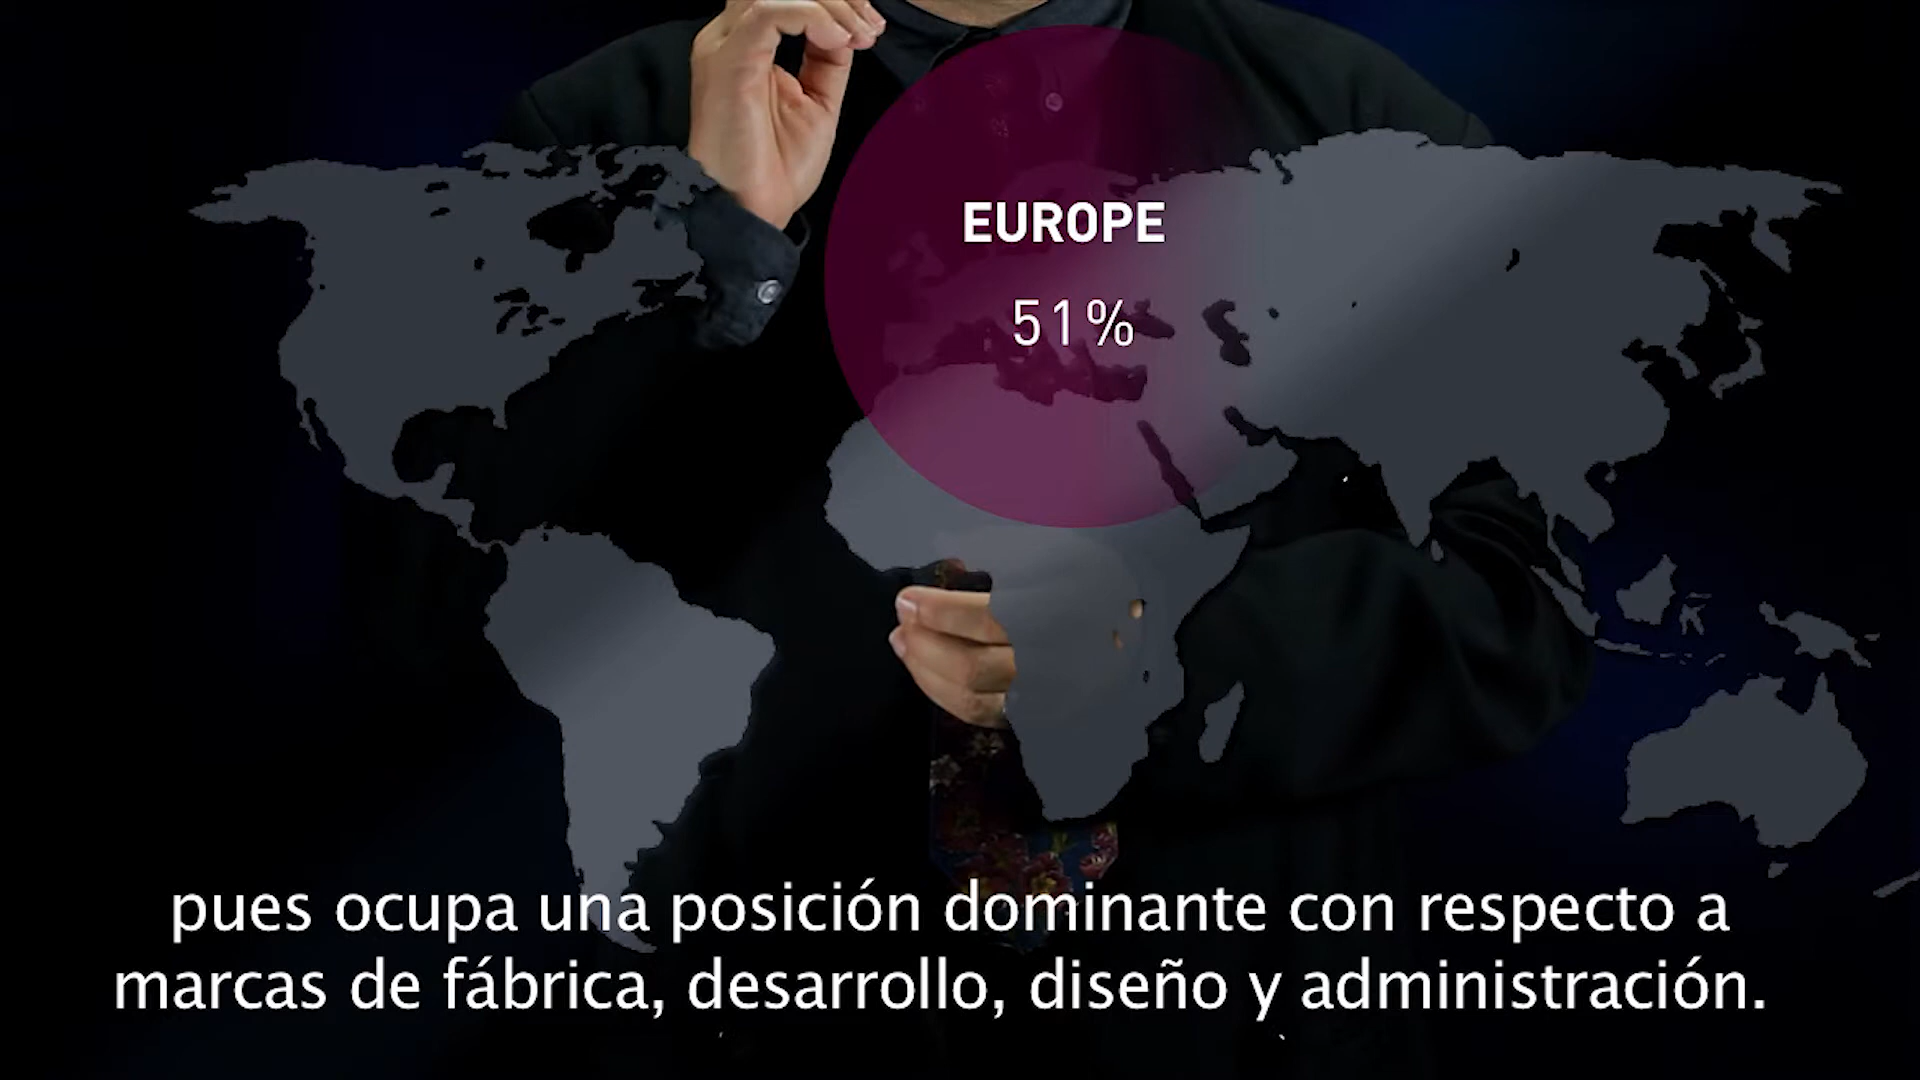 EUROPE
51%
pues ocupa una posición dominante con respecto a
marcas de fábrica, desarrollo, diseño y administración.